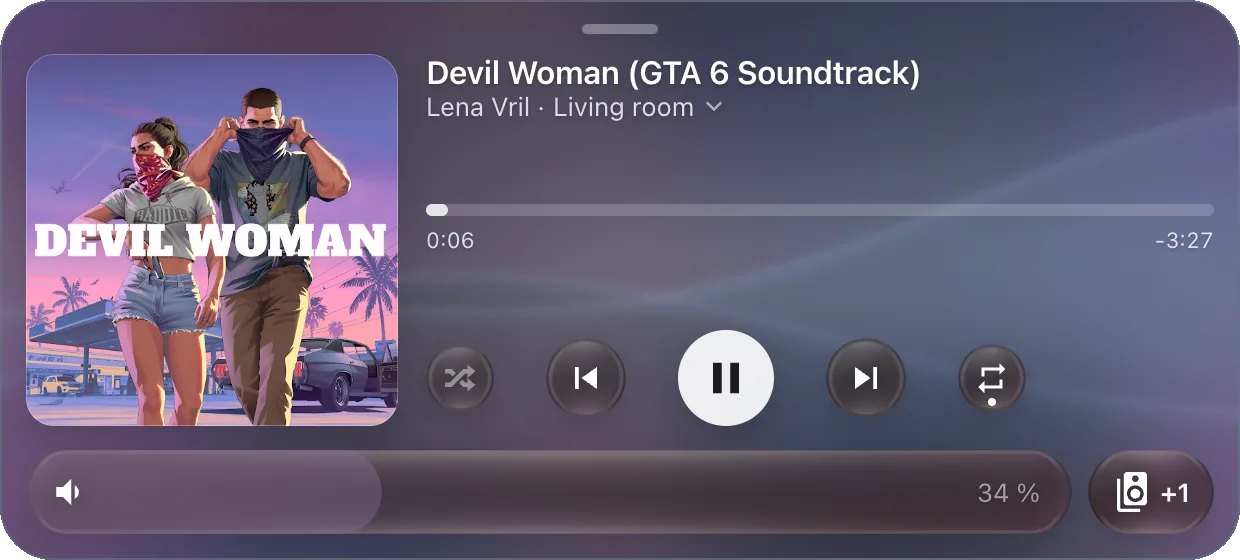 Devil Woman (GTA 6 Soundtrack)
Lena Vril · Living room
DEVIL WOMAN
0:06
-3:27
34 %
+1